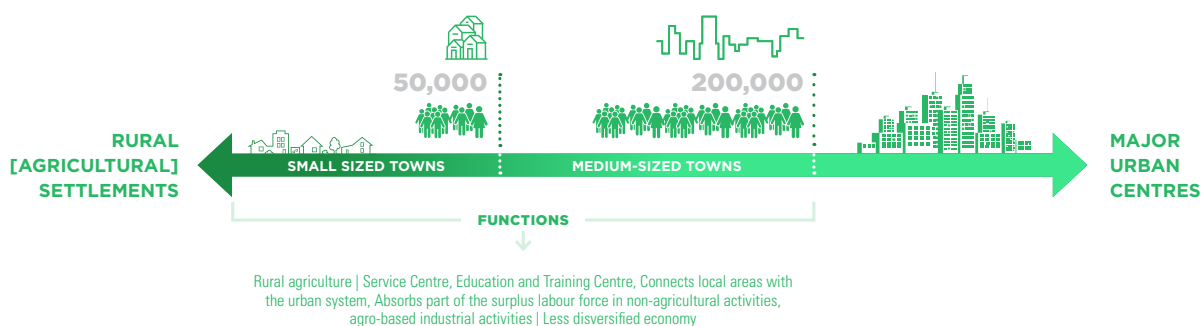 50,000
200,000
RURAL
[AGRICULTURAL]
SETTLEMENTS
SMALL SIZED TOWNS
MEDIUM-SIZED TOWNS
MAJOR
URBAN
CENTRES
FUNCTIONS
Rural agriculture | Service Centre, Education and Training Centre, Connects local areas with
the urban system, Absorbs part of the surplus labour force in non-agricultural activities,
agro-based industrial activities | Less disversified economy